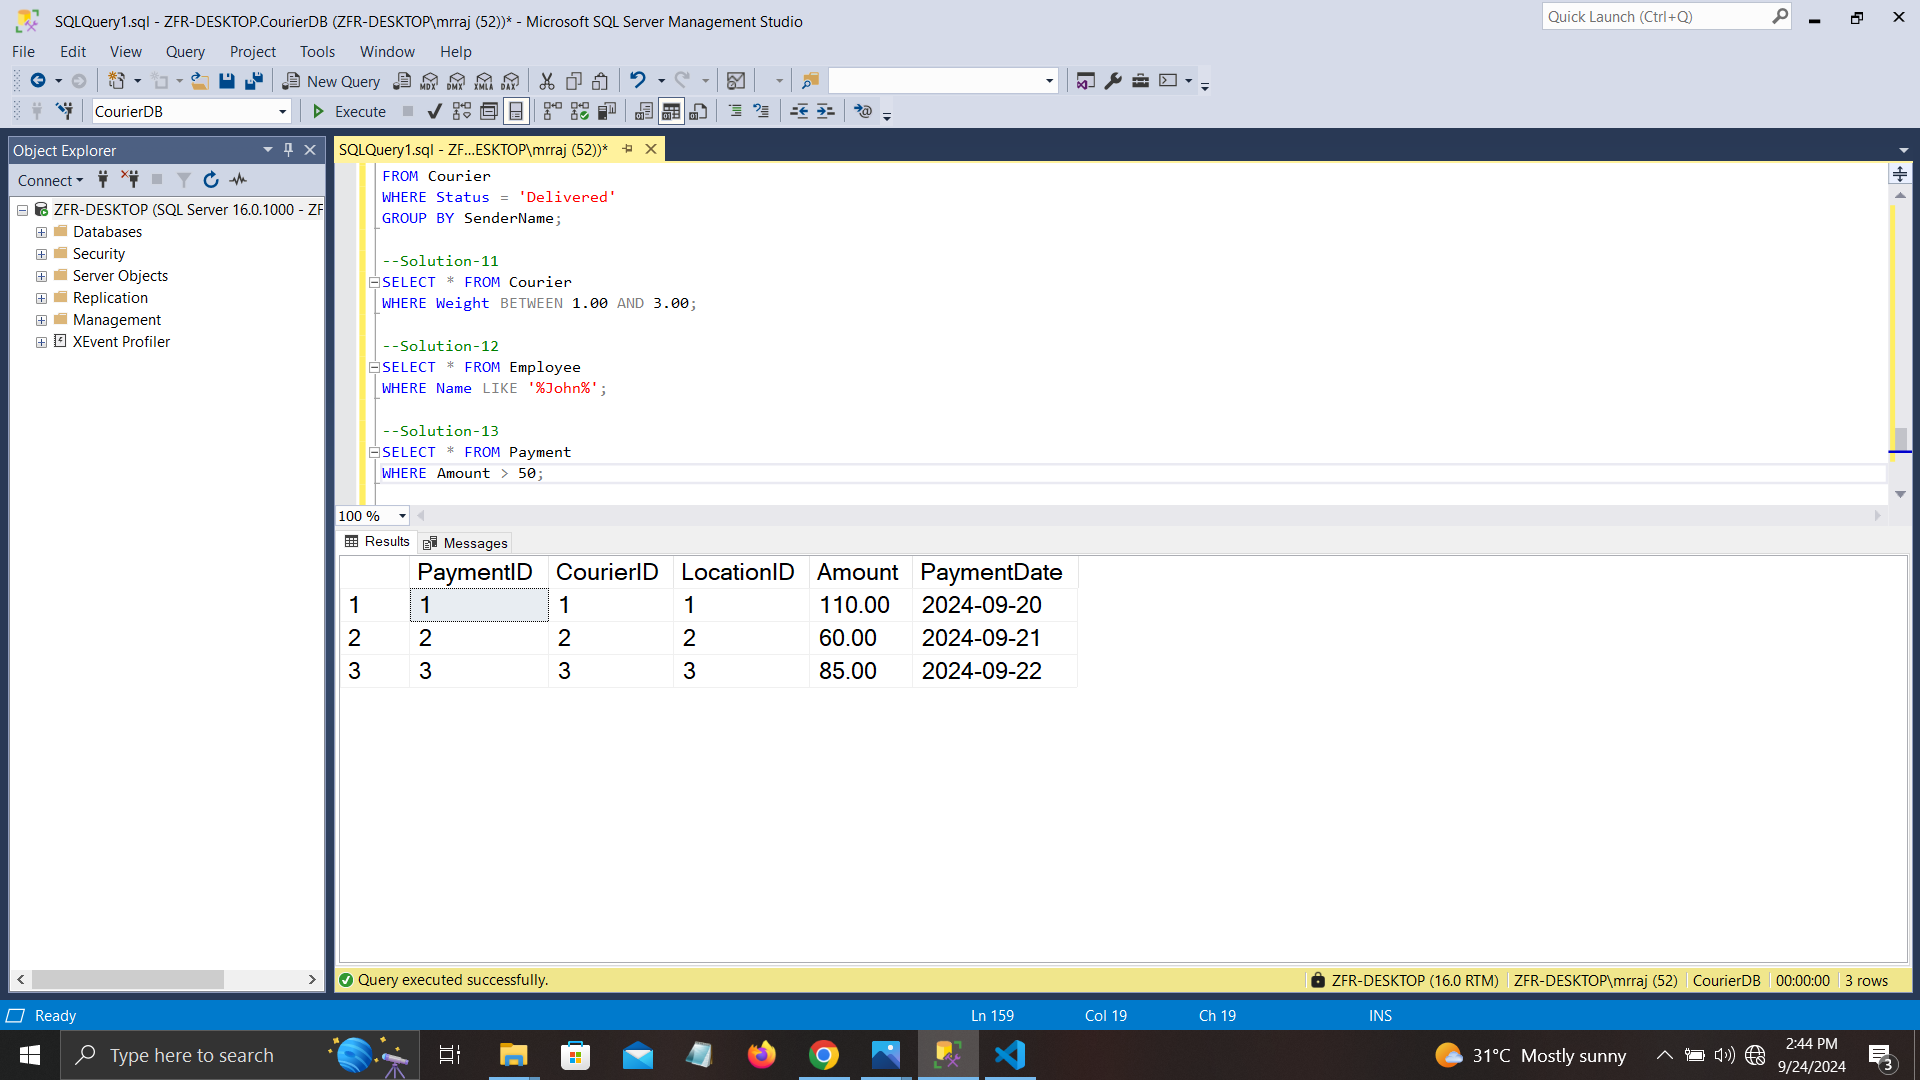 SQLQuery1.sql - ZFR-DESKTOP.CourierDB (ZFR-DESKTOP\mrraj (52))* - Microsoft SQL Server Management Studio
Quick Launch (Ctrl+Q)
File Edit View Query Project Tools Window Help
New Query MDX DMX XMLA DAX
CourierDB Execute
Object Explorer
Connect
ZFR-DESKTOP (SQL Server 16.0.1000 - ZF
Databases
Security
Server Objects
Replication
Management
XEvent Profiler
SQLQuery1.sql - ZF...ESKTOP\mrraj (52))*
FROM Courier
WHERE Status = 'Delivered'
GROUP BY SenderName;
--Solution-11
SELECT * FROM Courier
WHERE Weight BETWEEN 1.00 AND 3.00;
--Solution-12
SELECT * FROM Employee
WHERE Name LIKE '%John%';
--Solution-13
SELECT * FROM Payment
WHERE Amount > 50;
100 %
Results Messages
PaymentID CourierID LocationID Amount PaymentDate
1 1 1 1 110.00 2024-09-20
2 2 2 2 60.00 2024-09-21
3 3 3 3 85.00 2024-09-22
Query executed successfully. ZFR-DESKTOP (16.0 RTM) ZFR-DESKTOP\mrraj (52) CourierDB 00:00:00 3 rows
Ready Ln 159 Col 19 Ch 19 INS
Type here to search
31°C Mostly sunny
2:44 PM
9/24/2024
3